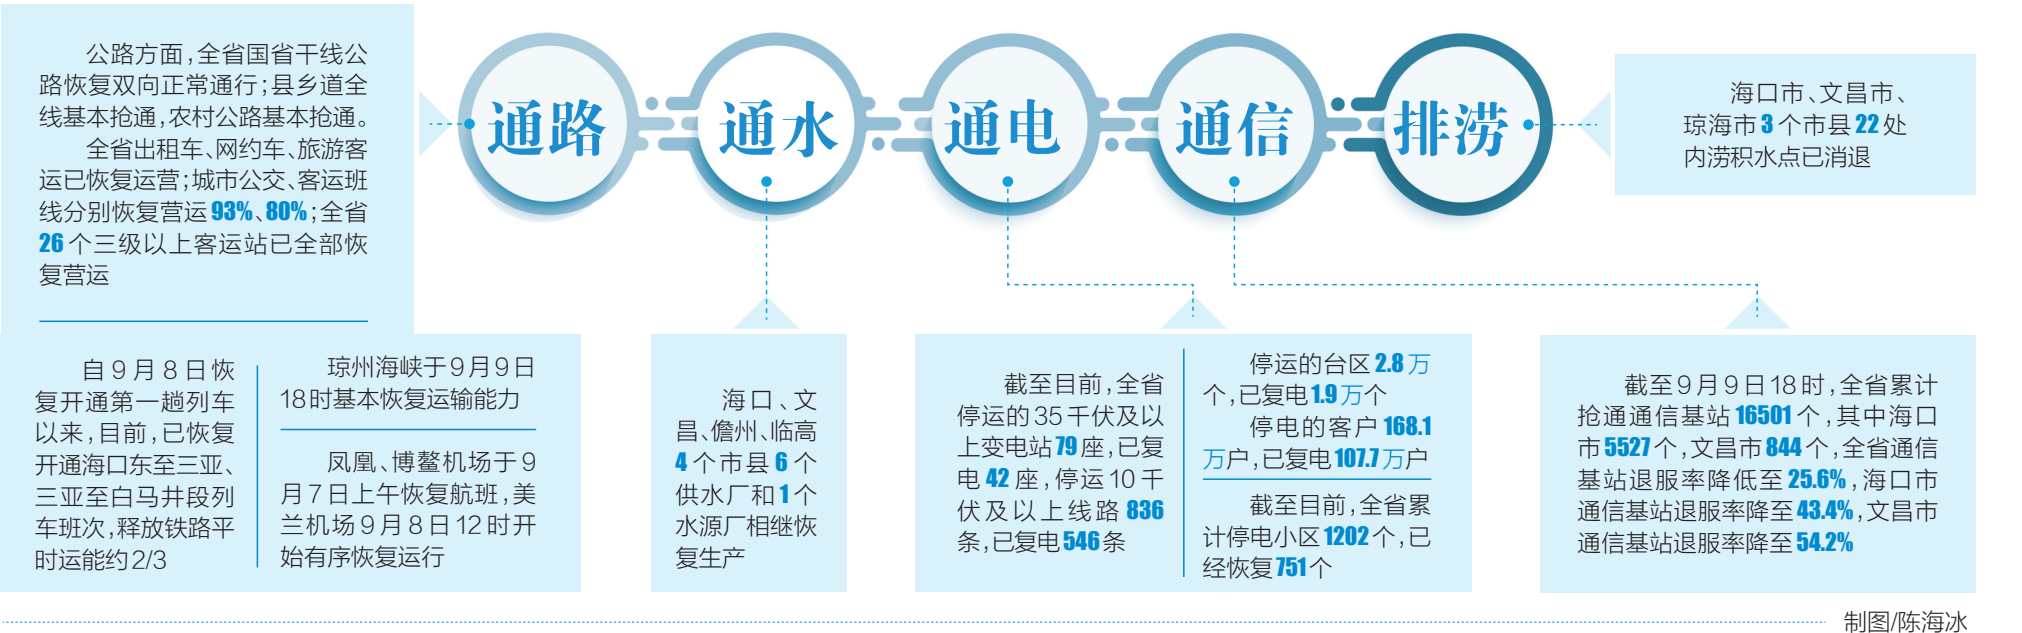 公路方面，全省国省干线公
路恢复双向正常通行；县乡道全
线基本抢通，农村公路基本抢通。
全省出租车、网约车、旅游客
运已恢复运营；城市公交、客运班
线分别恢复营运93%、80%；全省
26个三级以上客运站已全部恢
复营运
自9月8日恢
复开通第一趟列车
以来，目前，已恢复
开通海口东至三亚、
三亚至白马井段列
车班次，释放铁路平
时运能约2/3
琼州海峡于9月9日
18时基本恢复运输能力
凤凰、博鳌机场于9
月7日上午恢复航班，美
兰机场9月8日12时开
始有序恢复运行
通路
通水
通电
通信
排涝
海口、文
昌、儋州、临高
4个市县6个
供水厂和1个
水源厂相继恢
复生产
截至目前，全省
停运的35千伏及以
上变电站79座，已复
电42座，停运10千
伏及以上线路836
条，已复电546条
停运的台区2.8万
个，已复电1.9万个
停电的客户168.1
万户，已复电107.7万户
截至目前，全省累
计停电小区1202个，已
经恢复751个
截至9月9日18时，全省累计
抢通通信基站16501个，其中海口
市5527个，文昌市844个，全省通信
基站退服率降低至25.6%，海口市
通信基站退服率降至43.4%，文昌市
通信基站退服率降至54.2%
海口市、文昌市、
琼海市3个市县22处
内涝积水点已消退
制图/陈海冰